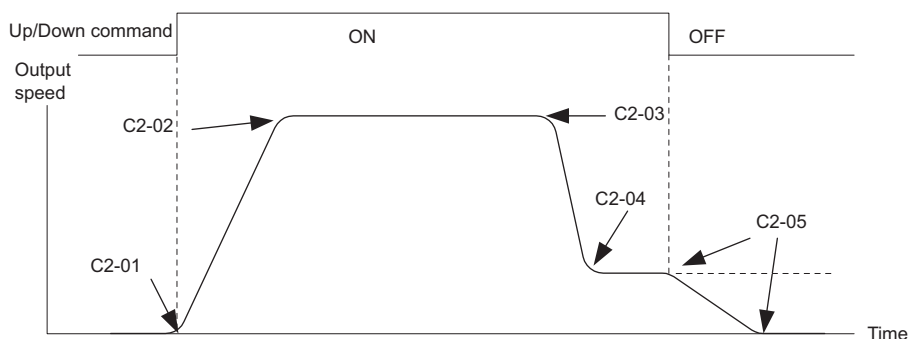 Up/Down command
ON
OFF
Output
speed
C2-02
C2-03
C2-04
C2-05
C2-01
Time